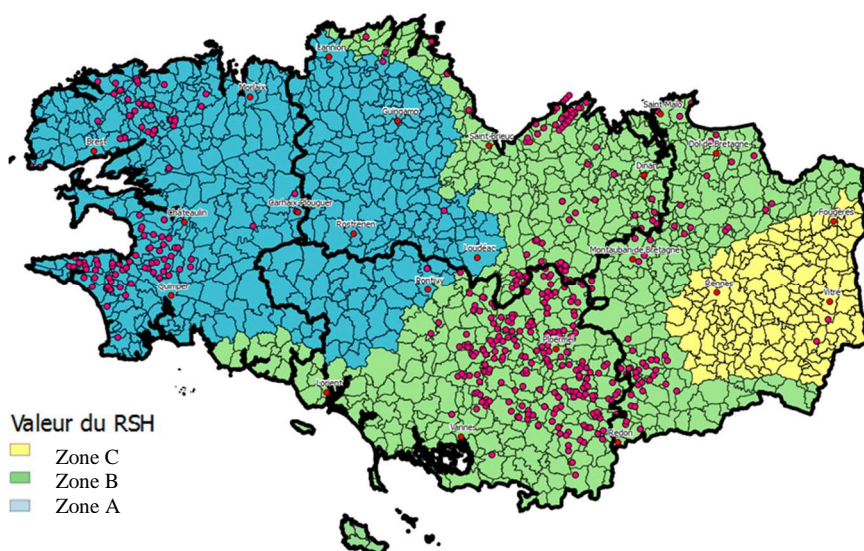 Lannion
Morlaix
Guingamp
Saint-Malo
Brest
Saint-Brieuc
Dol-de-Bretagne
Dinan
Châteaulin
Carhaix-Plouguer
Fougères
Rostrenen
Loudéac
Montauban-de-Bretagne
Quimper
Pontivy
Rennes
Vitré
Ploërmel
Lorient
Vannes
Redon
Valeur du RSH
Zone C
Zone B
Zone A